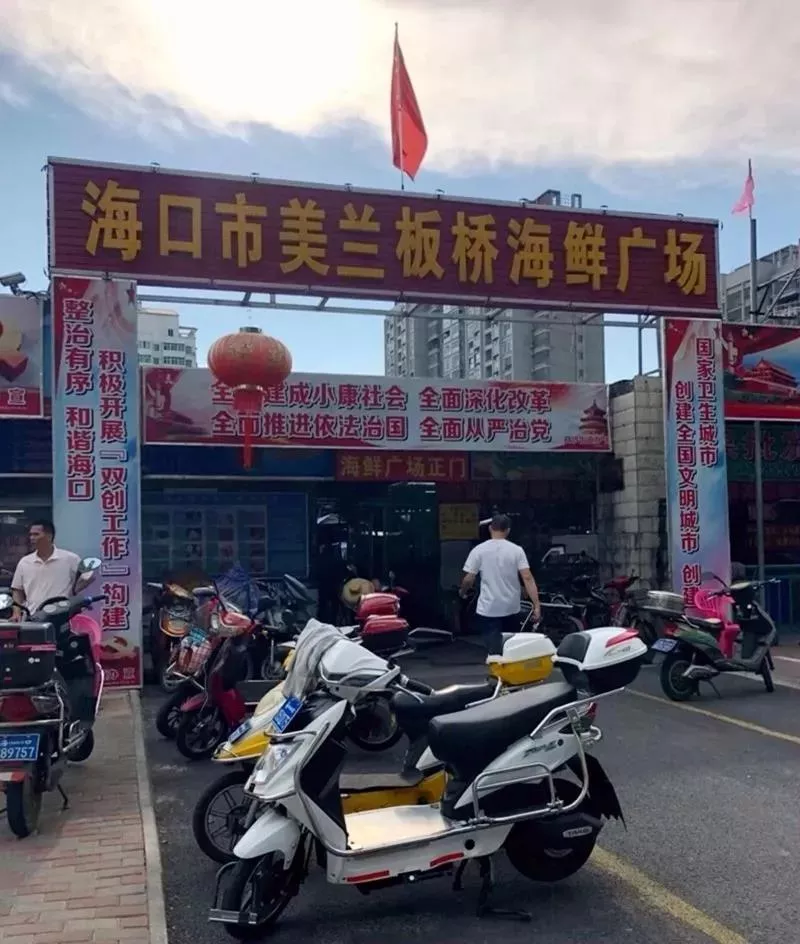 海口市美兰板桥海鲜广场
积极开展“双创工作”构建
整治有序 和谐海口
建成小康社会 全面深化改革
全面推进依法治国 全面从严治党
海鲜广场正门
国家卫生城市
创建全国文明城市 创建
宣
89757